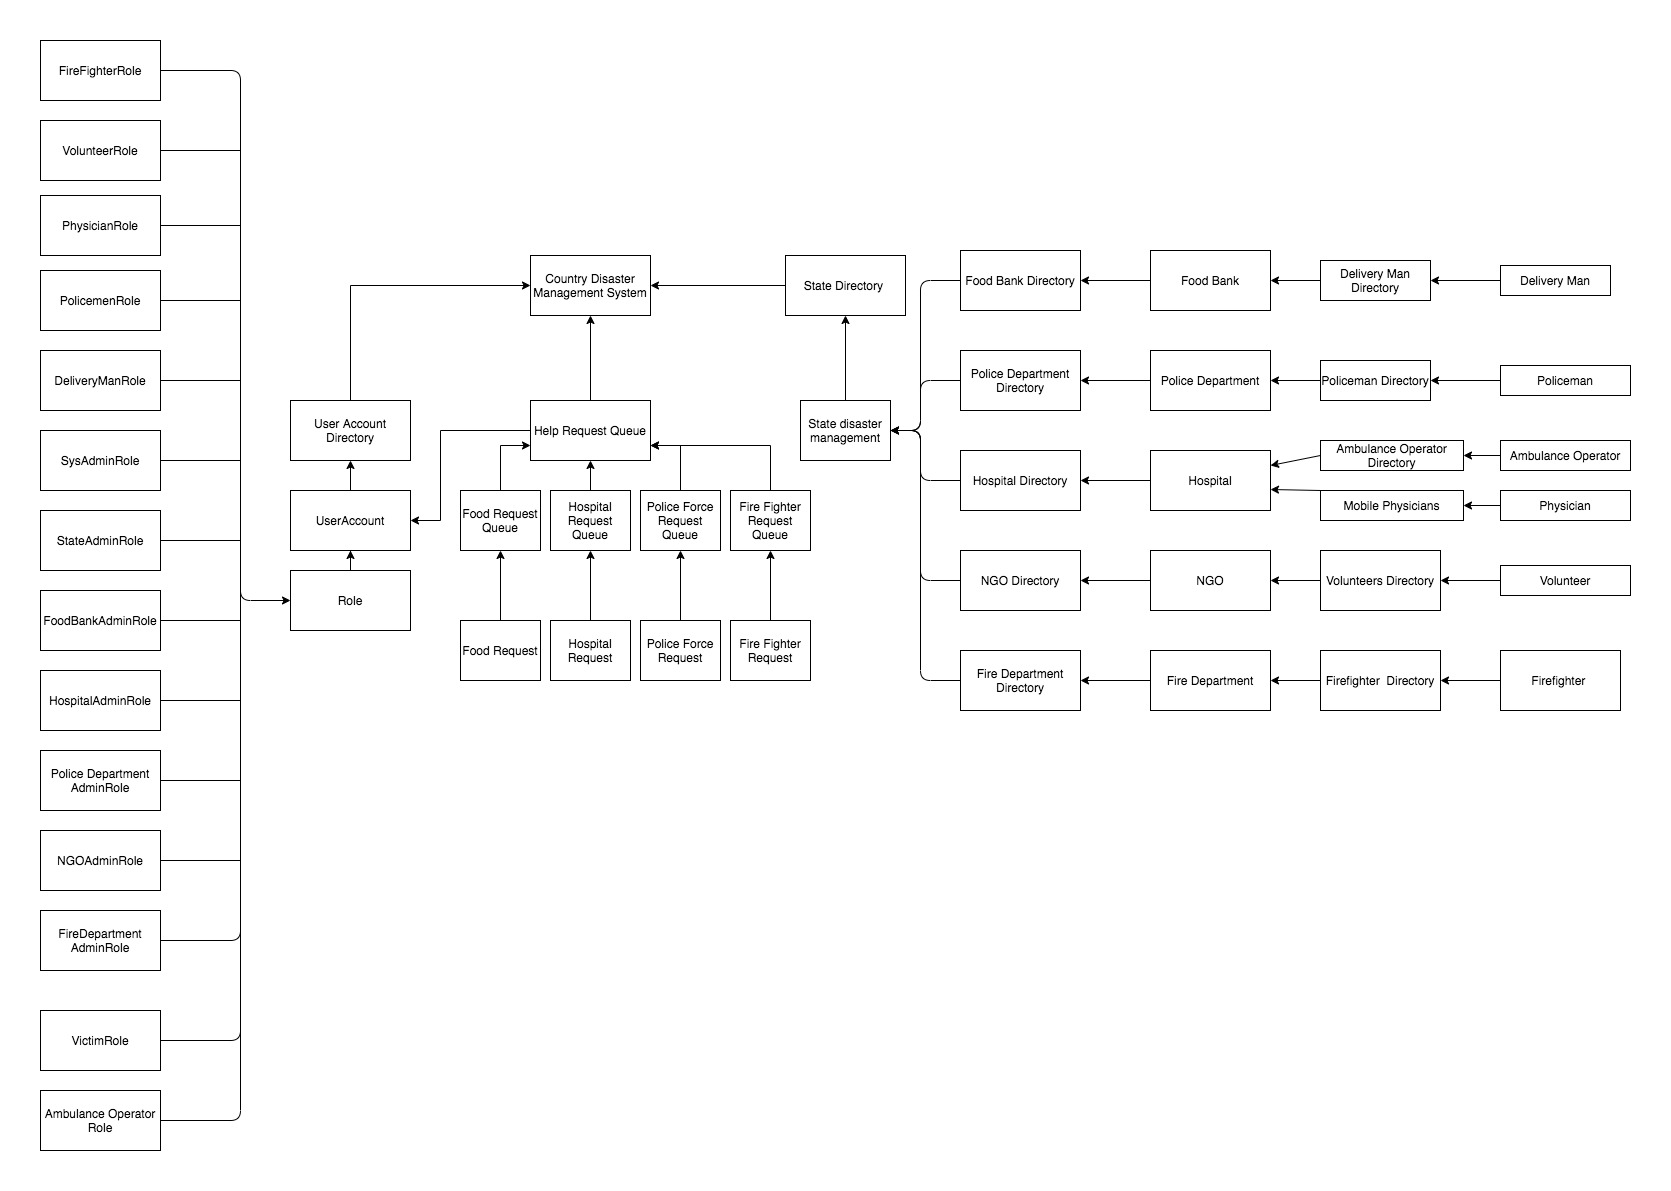 FireFighterRole
VolunteerRole
PhysicianRole
PolicemenRole
DeliveryManRole
SysAdminRole
StateAdminRole
FoodBankAdminRole
HospitalAdminRole
Police Department
AdminRole
NGOAdminRole
FireDepartment
AdminRole
VictimRole
Ambulance Operator
Role
User Account
Directory
UserAccount
Role
Country Disaster
Management System
Help Request Queue
Food Request
Queue
Hospital
Request
Queue
Police Force
Request
Queue
Fire Fighter
Request
Queue
Food Request
Hospital
Request
Police Force
Request
Fire Fighter
Request
State Directory
State disaster
management
Food Bank Directory
Food Bank
Delivery Man
Directory
Delivery Man
Police Department
Directory
Police Department
Policeman Directory
Policeman
Hospital Directory
Hospital
Ambulance Operator
Directory
Ambulance Operator
Mobile Physicians
Physician
NGO Directory
NGO
Volunteers Directory
Volunteer
Fire Department
Directory
Fire Department
Firefighter  Directory
Firefighter